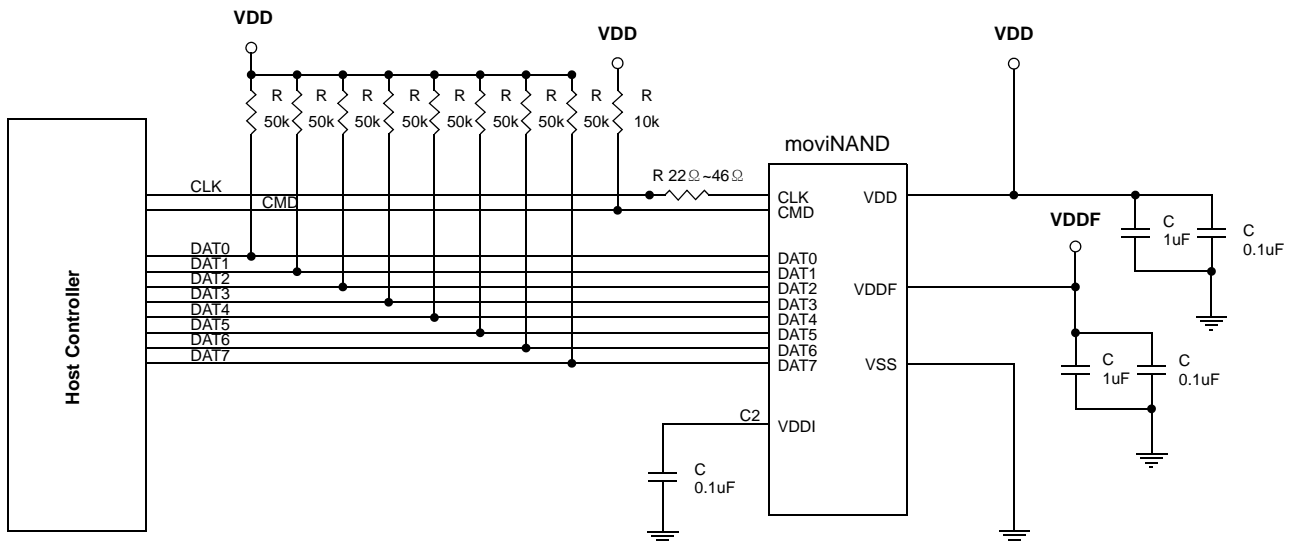 VDD
VDD
VDD
R R R R R R R R R
50k 50k 50k 50k 50k 50k 50k 50k 10k
moviNAND
R 22Ω~46Ω
CLK
CMD
CLK
CMD
VDD
VDDF
C
1uF
C
0.1uF
DAT0
DAT1
DAT2
DAT3
DAT4
DAT5
DAT6
DAT7
DAT0
DAT1
DAT2
DAT3
DAT4
DAT5
DAT6
DAT7
VDDF
VSS
C
1uF
C
0.1uF
Host Controller
C2
VDDI
C
0.1uF